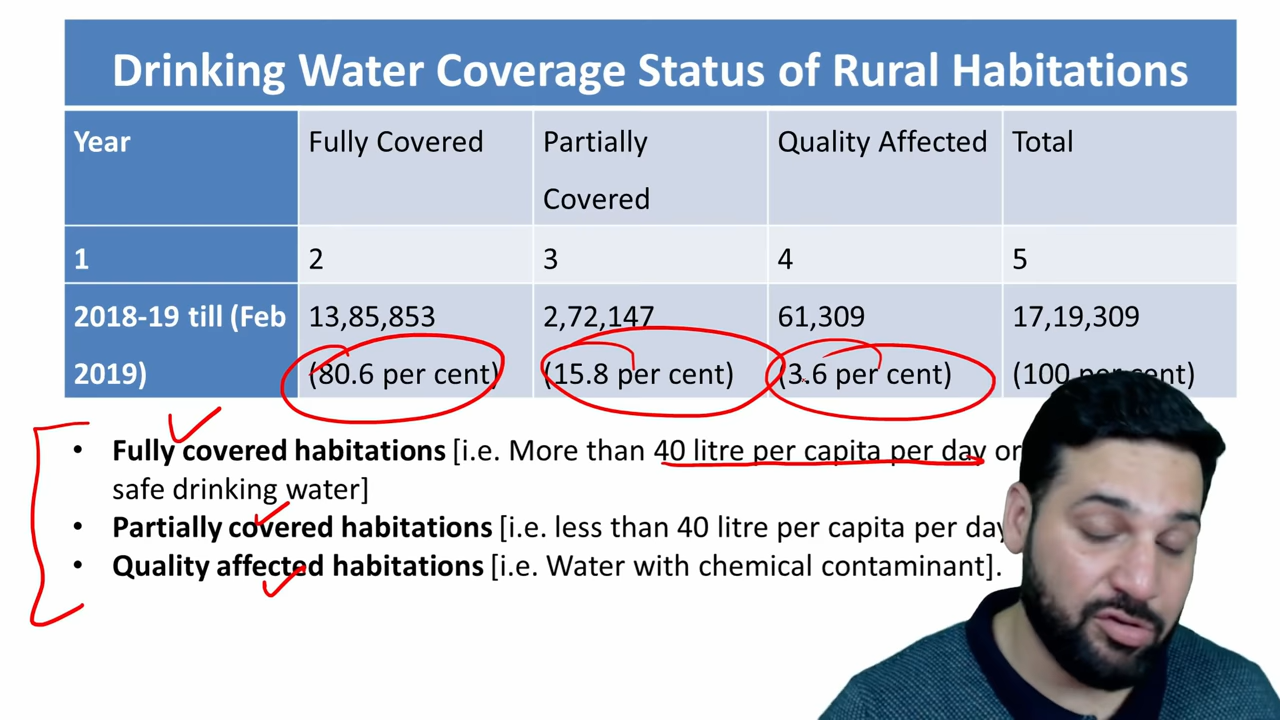 Drinking Water Coverage Status of Rural Habitations
Year Fully Covered Partially Covered Quality Affected Total
1 2 3 4 5
2018-19 till (Feb 2019) 13,85,853 (80.6 per cent) 2,72,147 (15.8 per cent) 61,309 (3.6 per cent) 17,19,309 (100 per cent)
• Fully covered habitations [i.e. More than 40 litre per capita per day or
safe drinking water]
• Partially covered habitations [i.e. less than 40 litre per capita per day
• Quality affected habitations [i.e. Water with chemical contaminant].